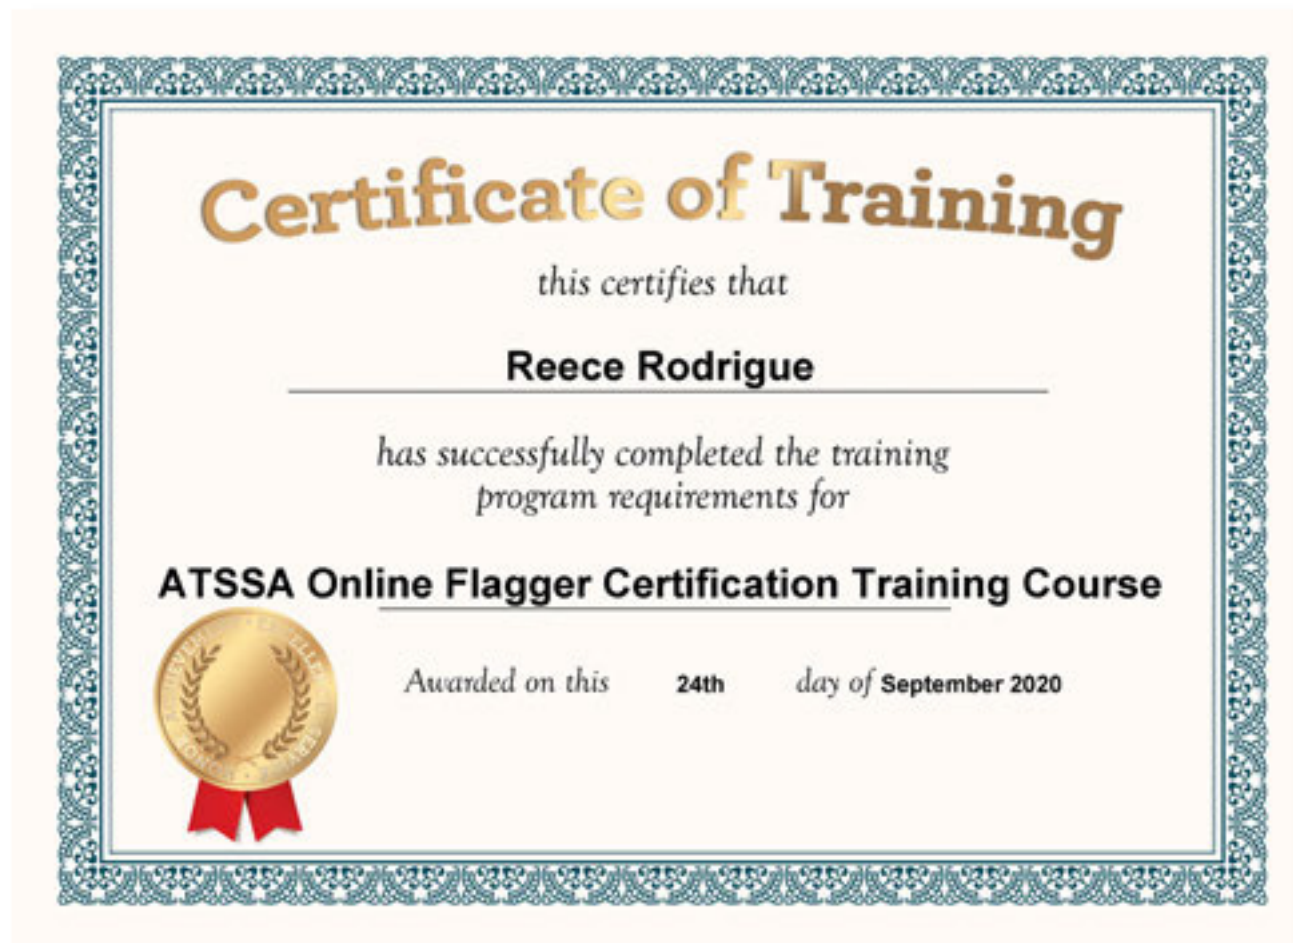 Certificate of Training
this certifies that
Reece Rodrigue
has successfully completed the training
program requirements for
ATSSA Online Flagger Certification Training Course
Awarded on this 24th day of September 2020